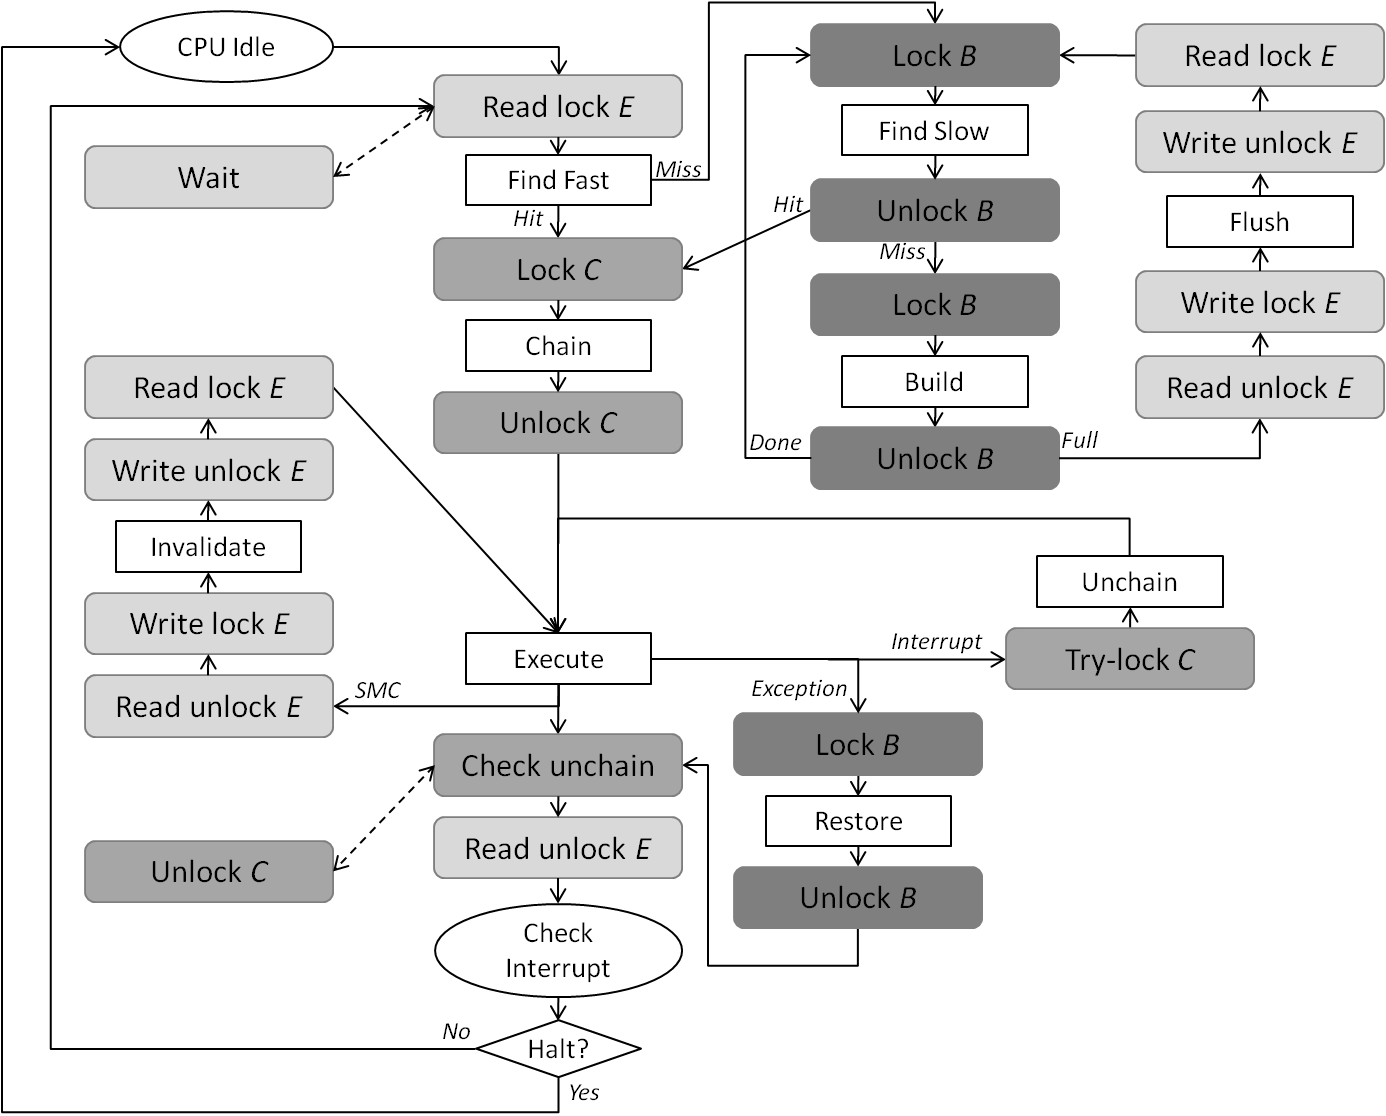 CPU Idle
Lock B
Read lock E
Read lock E
Find Slow
Write unlock E
Wait
Find Fast
Miss
Hit
Unlock B
Hit
Flush
Miss
Lock C
Lock B
Write lock E
Chain
Read lock E
Build
Read unlock E
Unlock C
Done
Unlock B
Full
Write unlock E
Invalidate
Unchain
Write lock E
Execute
Interrupt
Try-lock C
SMC
Exception
Read unlock E
Lock B
Check unchain
Restore
Read unlock E
Unlock C
Unlock B
Check
Interrupt
No
Halt?
Yes